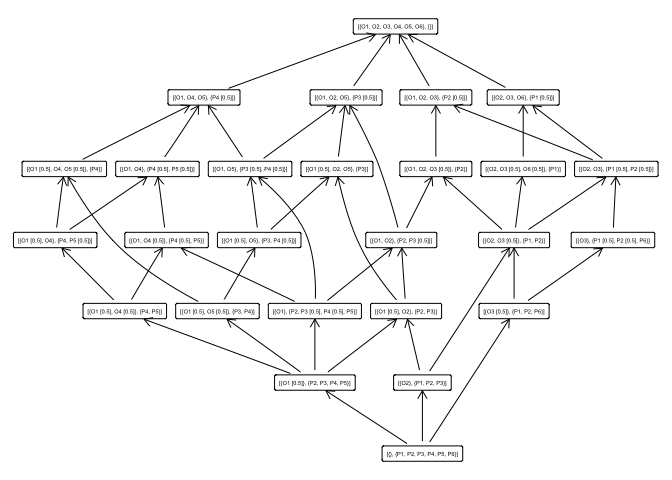 [{O1, O2, O3, O4, O5, O6}, {}]
[{O1, O4, O5}, {P4 [0.5]}]
[{O1, O2, O5}, {P3 [0.5]}]
[{O1, O2, O3}, {P2 [0.5]}]
[{O2, O3, O6}, {P1 [0.5]}]
[{O1 [0.5], O4, O5 [0.5]}, {P4}]
[{O1, O4}, {P4 [0.5], P5 [0.5]}]
[{O1, O5}, {P3 [0.5], P4 [0.5]}]
[{O1 [0.5], O2, O5}, {P3}]
[{O1, O2, O3 [0.5]}, {P2}]
[{O2, O3 [0.5], O6 [0.5]}, {P1}]
[{O2, O3}, {P1 [0.5], P2 [0.5]}]
[{O1 [0.5], O4}, {P4, P5 [0.5]}]
[{O1, O4 [0.5]}, {P4 [0.5], P5}]
[{O1 [0.5], O5}, {P3, P4 [0.5]}]
[{O1, O2}, {P2, P3 [0.5]}]
[{O2, O3 [0.5]}, {P1, P2}]
[{O3}, {P1 [0.5], P2 [0.5], P6}]
[{O1 [0.5], O4 [0.5]}, {P4, P5}]
[{O1 [0.5], O5 [0.5]}, {P3, P4}]
[{O1}, {P2, P3 [0.5], P4 [0.5], P5}]
[{O1 [0.5], O2}, {P2, P3}]
[{O3 [0.5]}, {P1, P2, P6}]
[{O1 [0.5]}, {P2, P3, P4, P5}]
[{O2}, {P1, P2, P3}]
[{}, {P1, P2, P3, P4, P5, P6}]